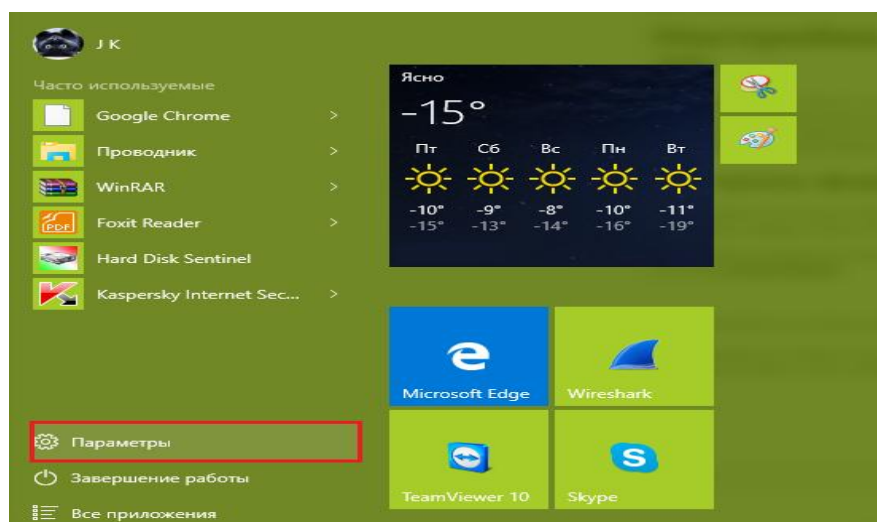 J K
Часто используемые
Google Chrome
Проводник
WinRAR
Foxit Reader
Hard Disk Sentinel
Kaspersky Internet Sec...
Параметры
Завершение работы
Все приложения
Ясно
-15°
Пт Сб Вс Пн Вт
-10° -9° -8° -10° -11°
-15° -13° -14° -16° -19°
Microsoft Edge
Wireshark
TeamViewer 10
Skype
PDF